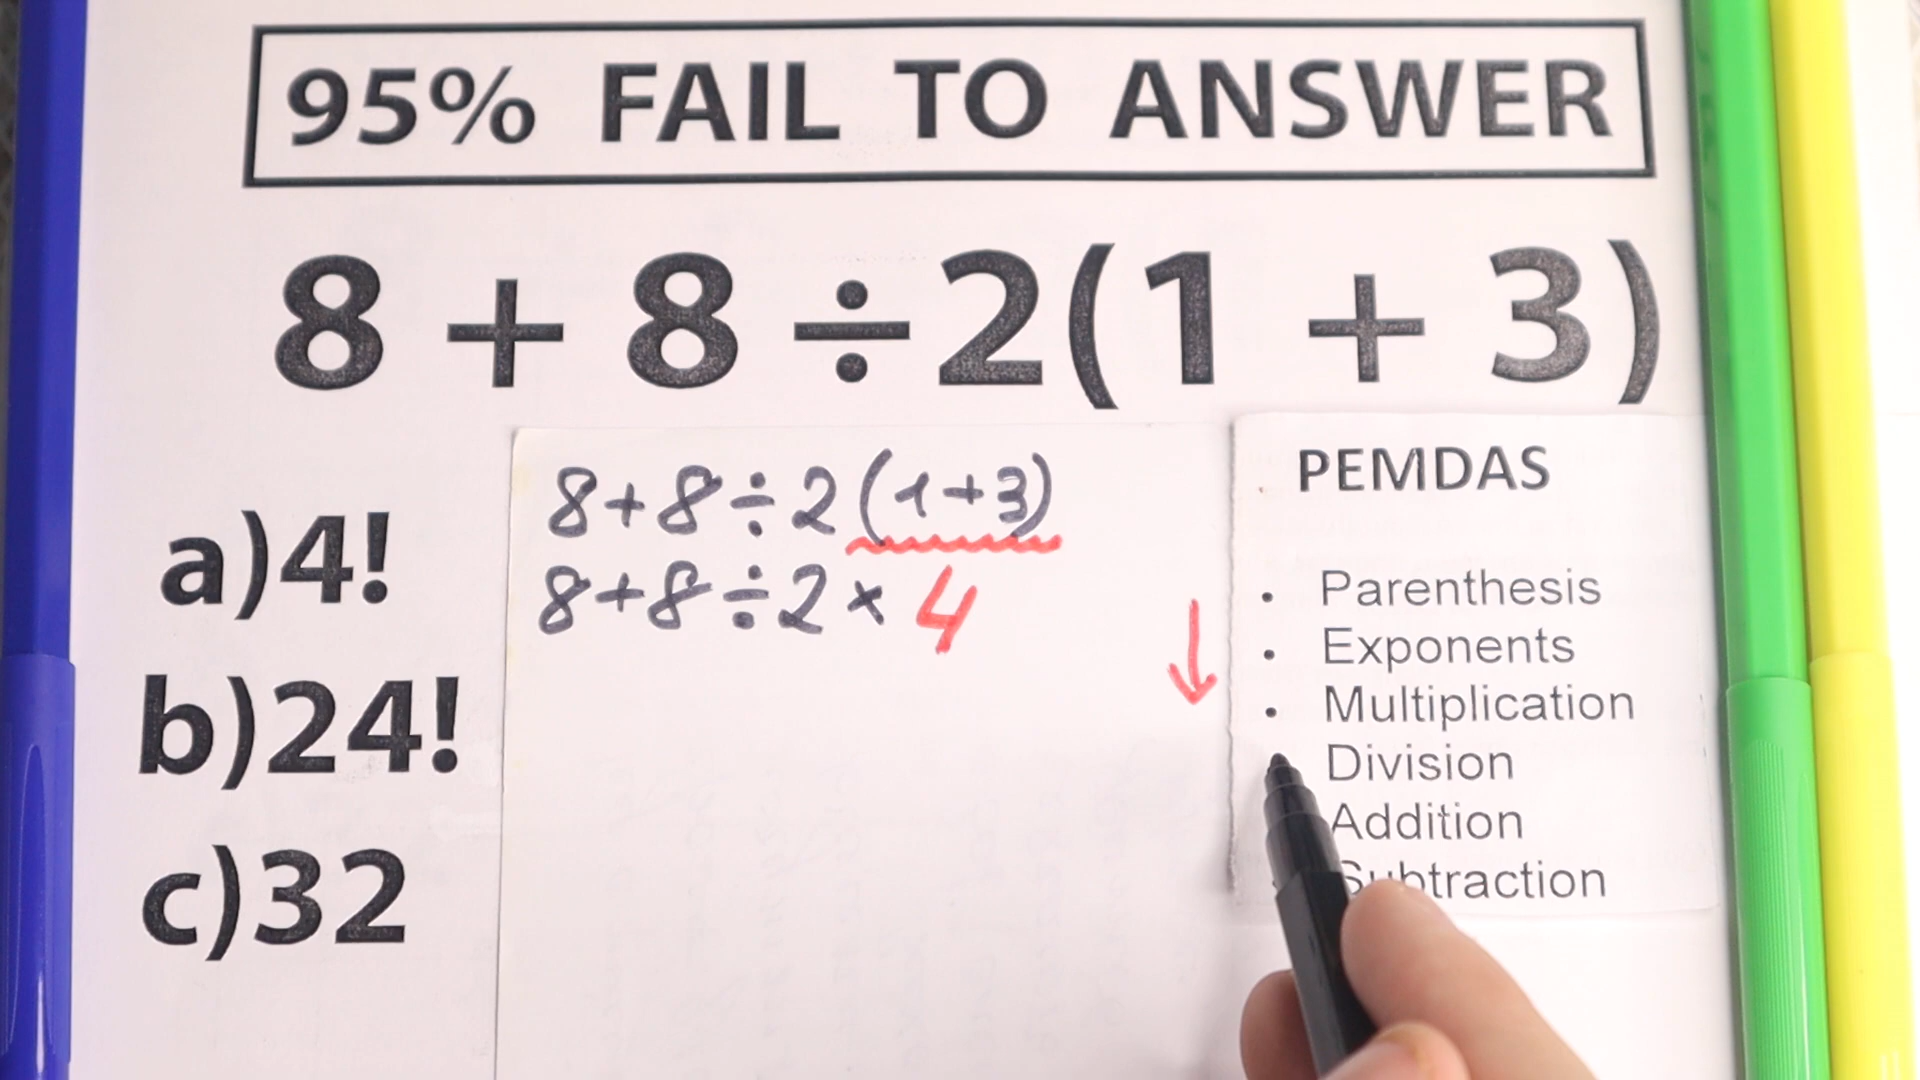 95% FAIL TO ANSWER
8 + 8 ÷2(1 + 3)
a)4!
b)24!
c)32
8+8÷2(1+3)
8+8÷2×4
PEMDAS
• Parenthesis
• Exponents
• Multiplication
Division
Addition
Subtraction